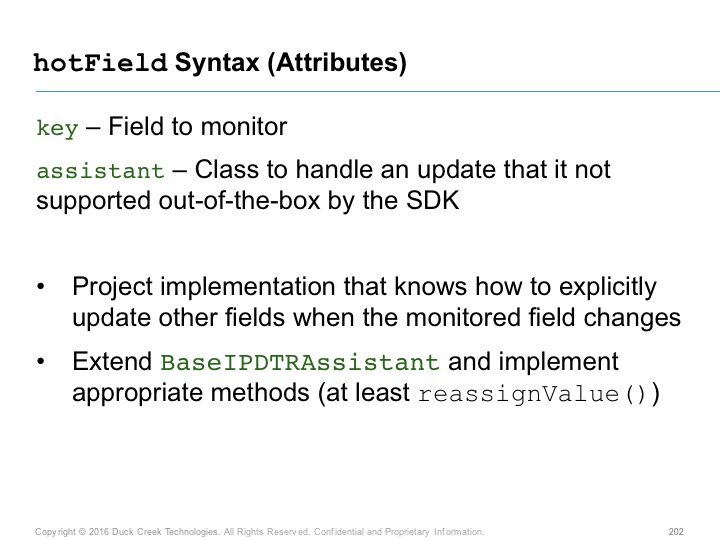 hotField Syntax (Attributes)
key – Field to monitor
assistant – Class to handle an update that it not
supported out-of-the-box by the SDK
• Project implementation that knows how to explicitly
update other fields when the monitored field changes
• Extend BaseIPDTRAssistant and implement
appropriate methods (at least reassignValue())
Copyright © 2016 Duck Creek Technologies. All Rights Reserved. Confidential and Proprietary Information. 202